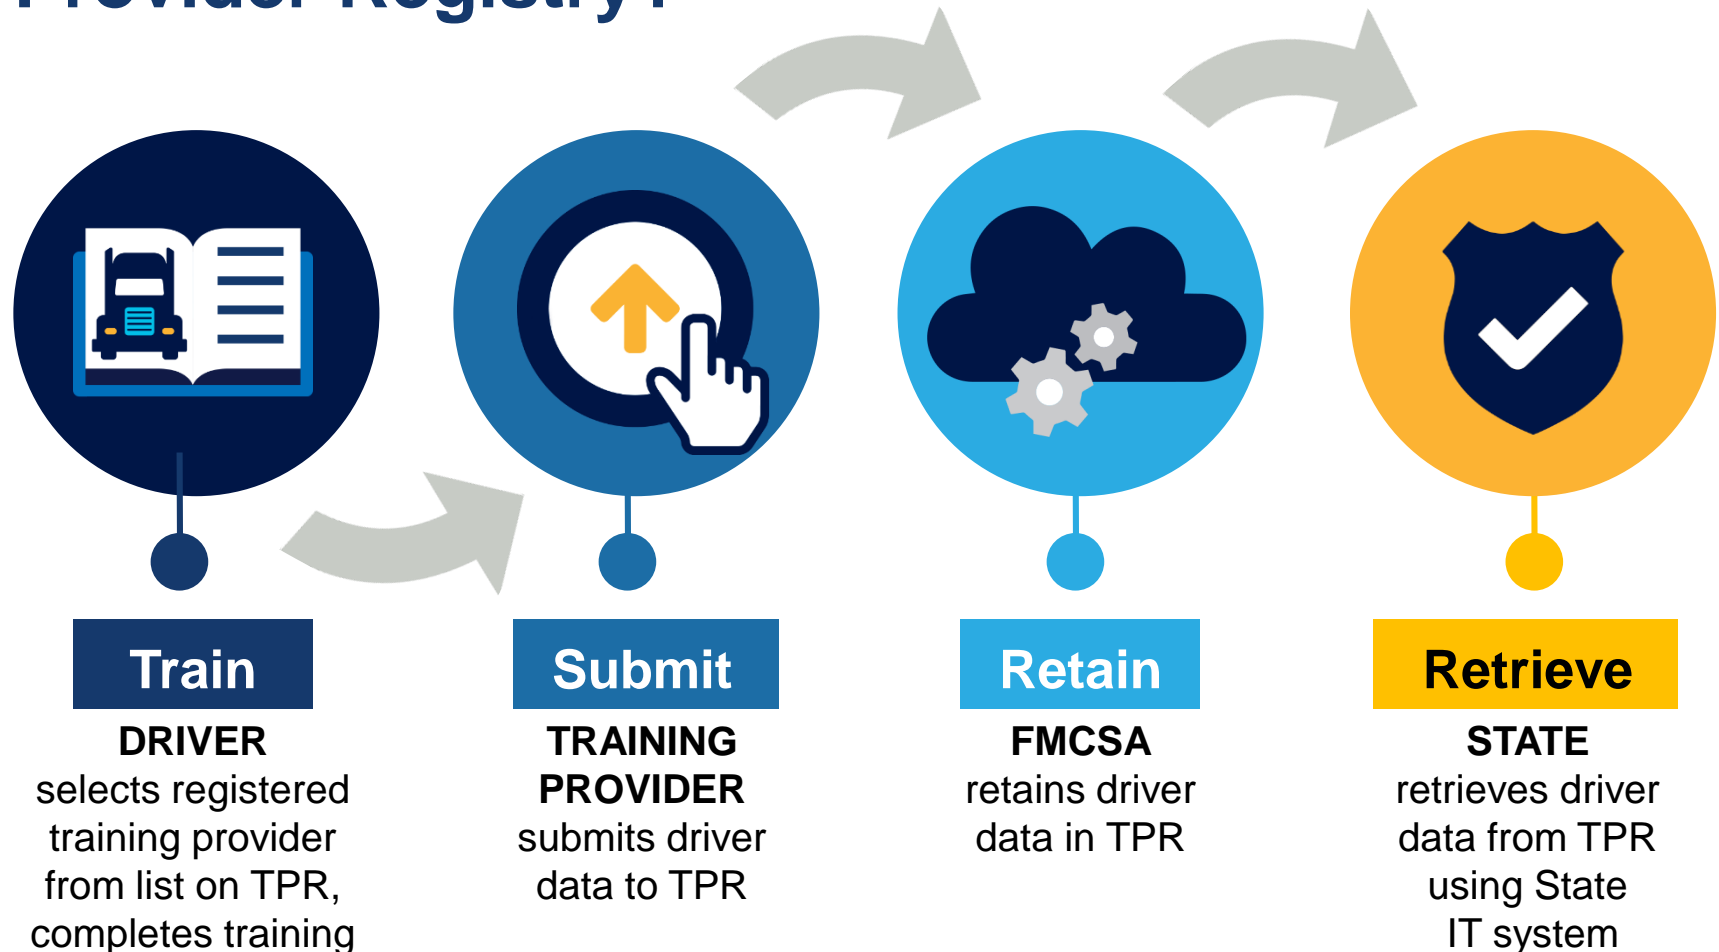 Provider Registry?
Train
DRIVER
selects registered
training provider
from list on TPR,
completes training
Submit
TRAINING
PROVIDER
submits driver
data to TPR
Retain
FMCSA
retains driver
data in TPR
Retrieve
STATE
retrieves driver
data from TPR
using State
IT system